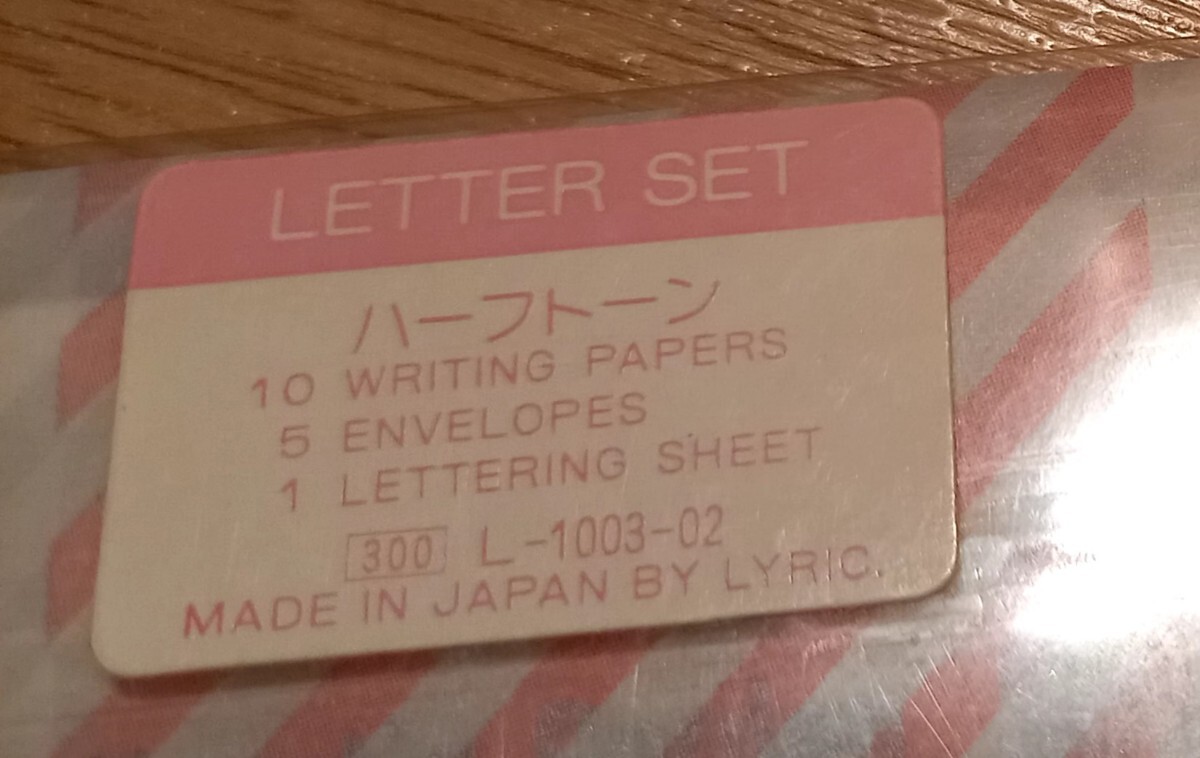 LETTER SET
ハーフトーン
10 WRITING PAPERS
5 ENVELOPES
1 LETTERING SHEET
300 L-1003-02
MADE IN JAPAN BY LYRIC.